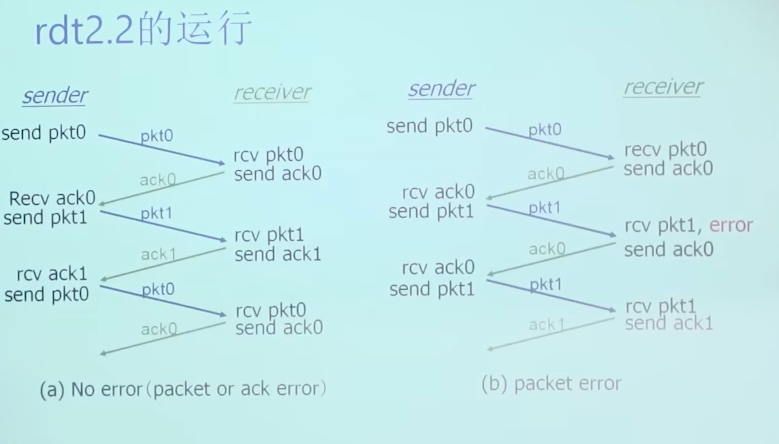 rdt2.2的运行
sender
receiver
send pkt0
pkt0
rcv pkt0
ack0
send ack0
Recv ack0
send pkt1
pkt1
rcv pkt1
ack1
send ack1
rcv ack1
send pkt0
pkt0
rcv pkt0
ack0
send ack0
(a) No error(packet or ack error)
sender
receiver
send pkt0
pkt0
recv pkt0
ack0
send ack0
rcv ack0
send pkt1
pkt1
rcv pkt1, error
ack0
send ack0
rcv ack0
send pkt1
pkt1
rcv pkt1
ack1
send ack1
(b) packet error